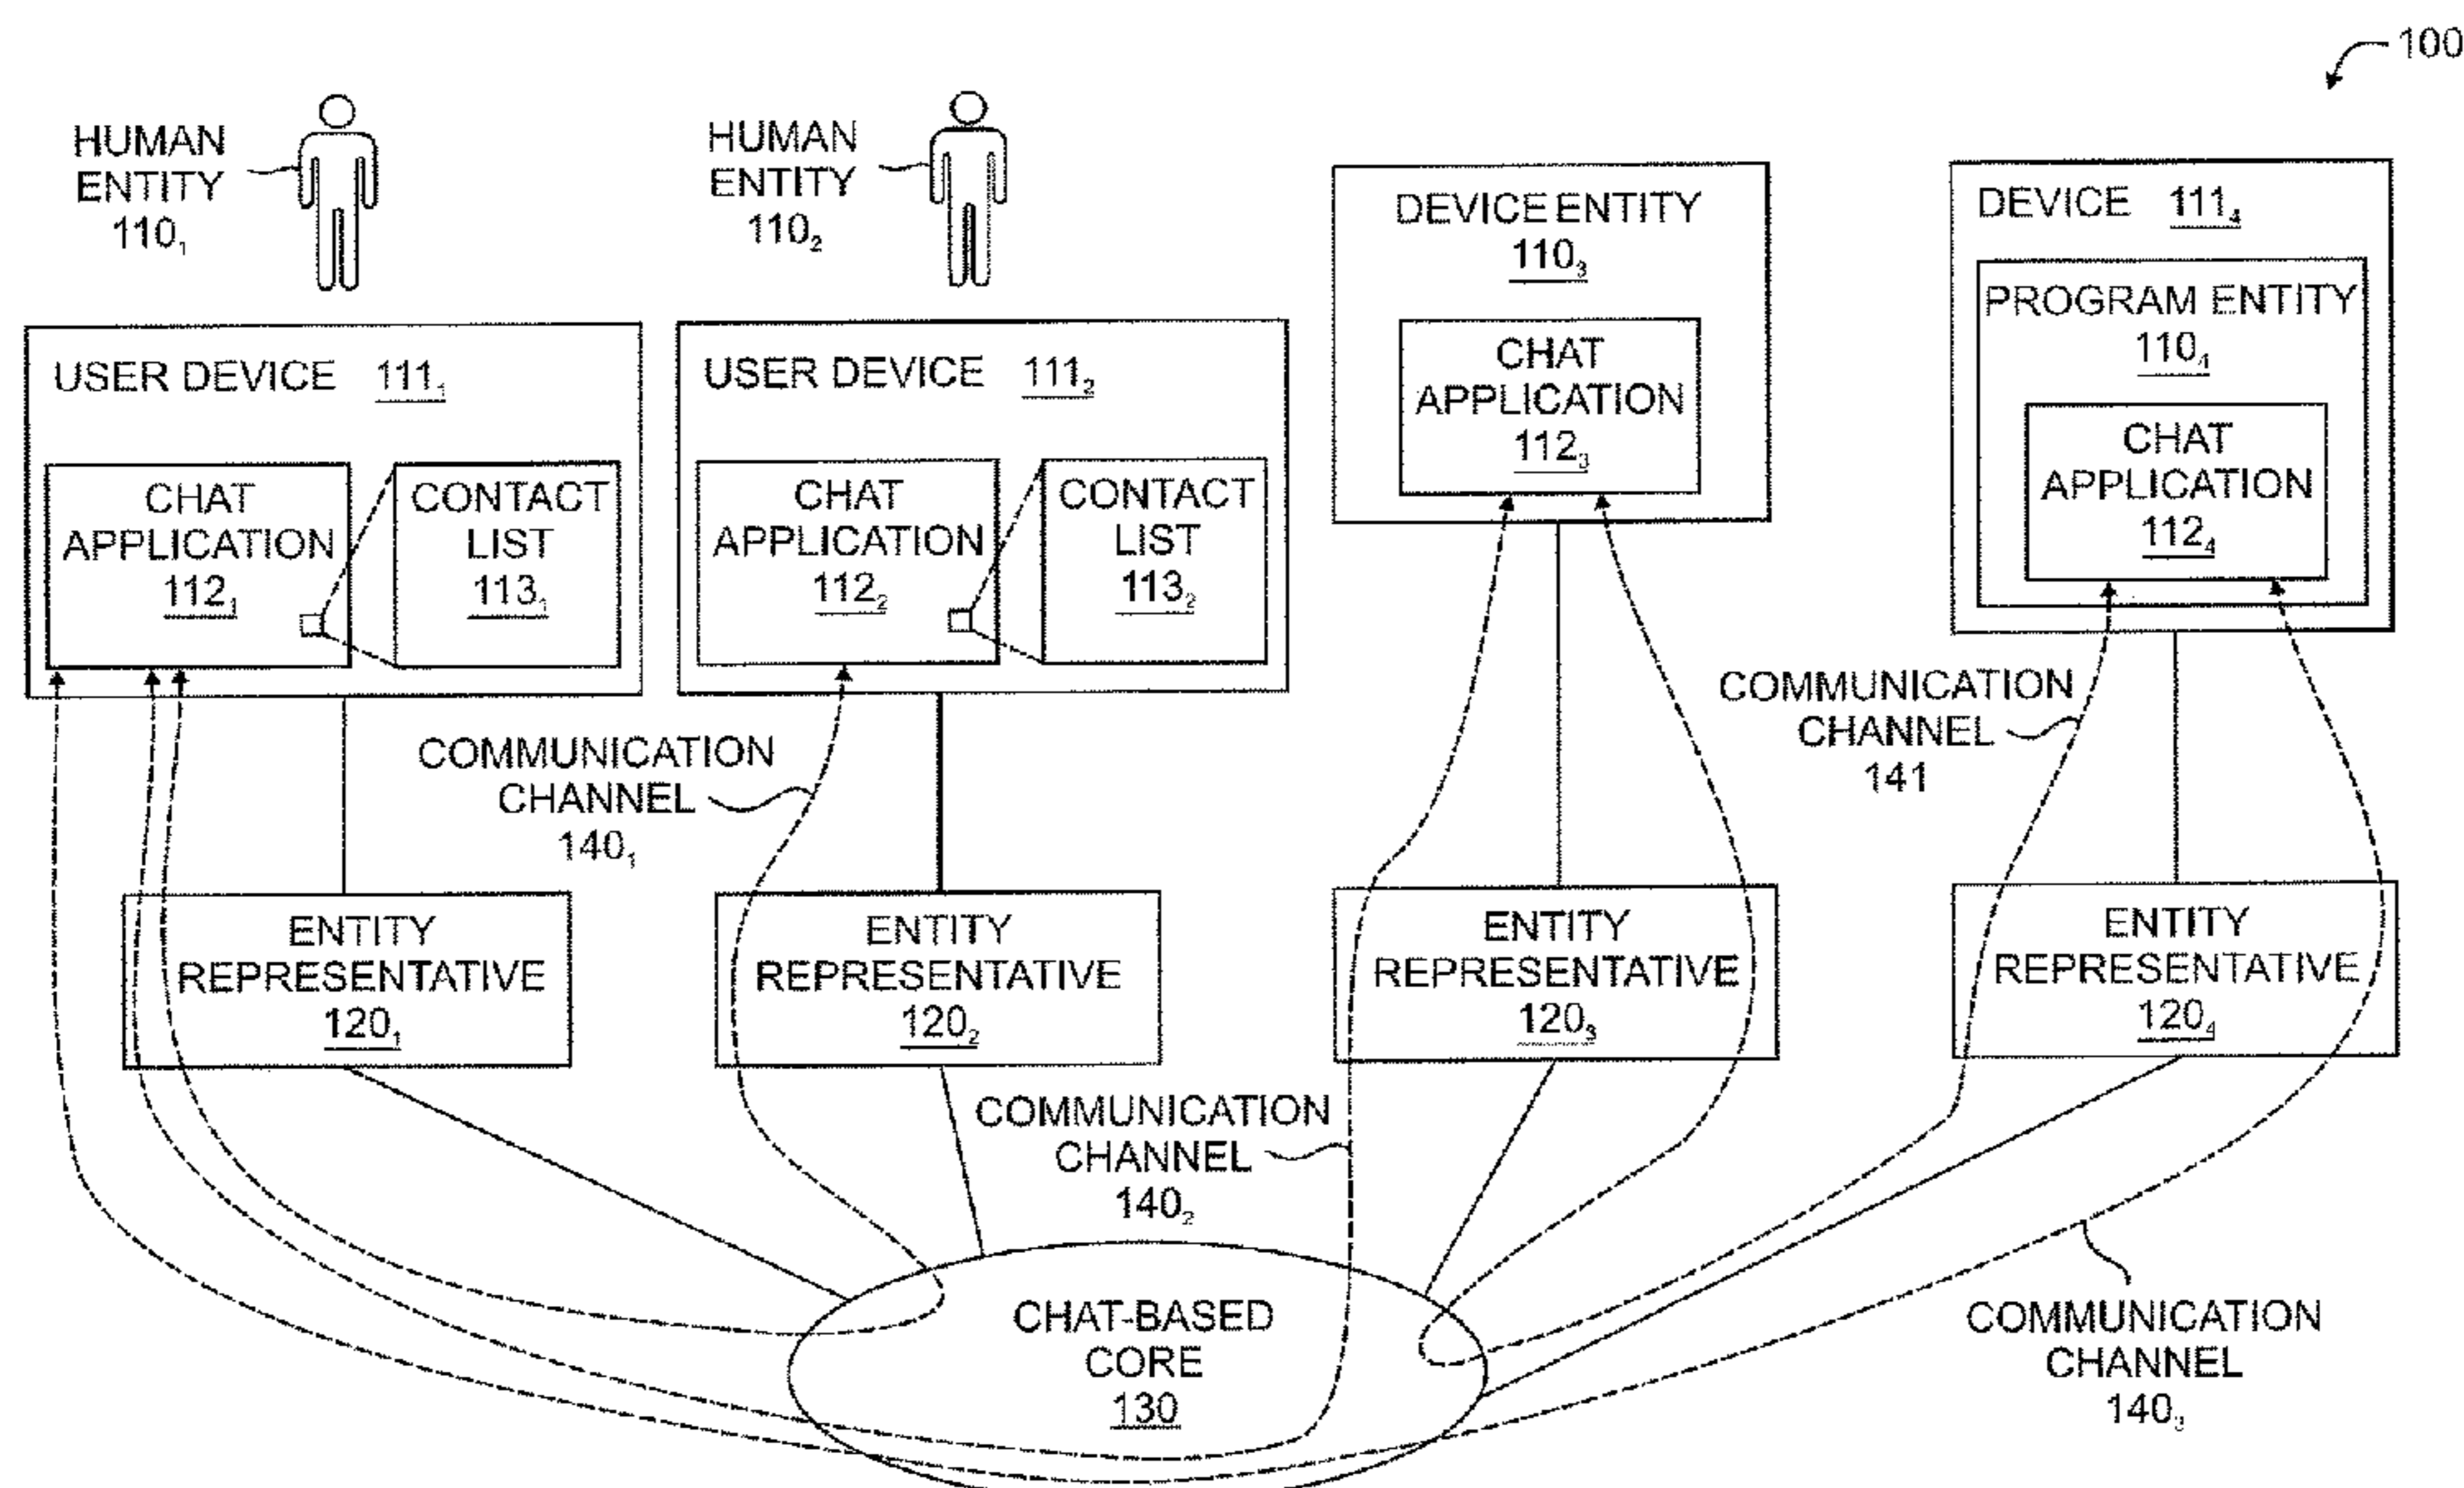 100
HUMAN
ENTITY
110₁
HUMAN
ENTITY
110₂
DEVICE ENTITY
110₃
CHAT
APPLICATION
112₃
DEVICE 111₄
PROGRAM ENTITY
110₄
CHAT
APPLICATION
112₄
USER DEVICE 111₁
CHAT
APPLICATION
112₁
CONTACT
LIST
113₁
USER DEVICE 111₂
CHAT
APPLICATION
112₂
CONTACT
LIST
113₂
COMMUNICATION
CHANNEL
140₁
COMMUNICATION
CHANNEL
141
ENTITY
REPRESENTATIVE
120₁
ENTITY
REPRESENTATIVE
120₂
ENTITY
REPRESENTATIVE
120₃
ENTITY
REPRESENTATIVE
120₄
COMMUNICATION
CHANNEL
140₂
CHAT-BASED
CORE
130
COMMUNICATION
CHANNEL
140₃